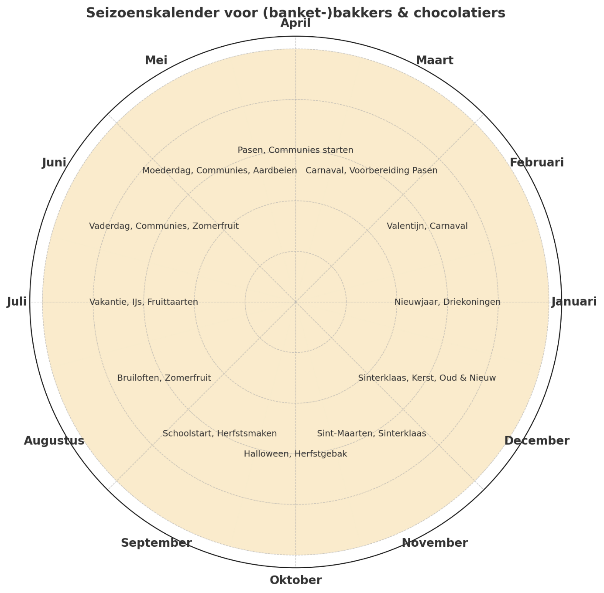 Seizoenskalender voor (banket-)bakkers & chocolatiers
April
Mei
Maart
Pasen, Communies starten
Juni
Moederdag, Communies, Aardbeien
Carnaval, Voorbereiding Pasen
Februari
Vaderdag, Communies, Zomerfruit
Valentijn, Carnaval
Juli
Vakantie, IJs, Fruittaarten
Nieuwjaar, Driekoningen
Januari
Bruiloften, Zomerfruit
Sinterklaas, Kerst, Oud & Nieuw
Augustus
Schoolstart, Herfstsmaken
Sint-Maarten, Sinterklaas
December
Halloween, Herfstgebak
September
November
Oktober